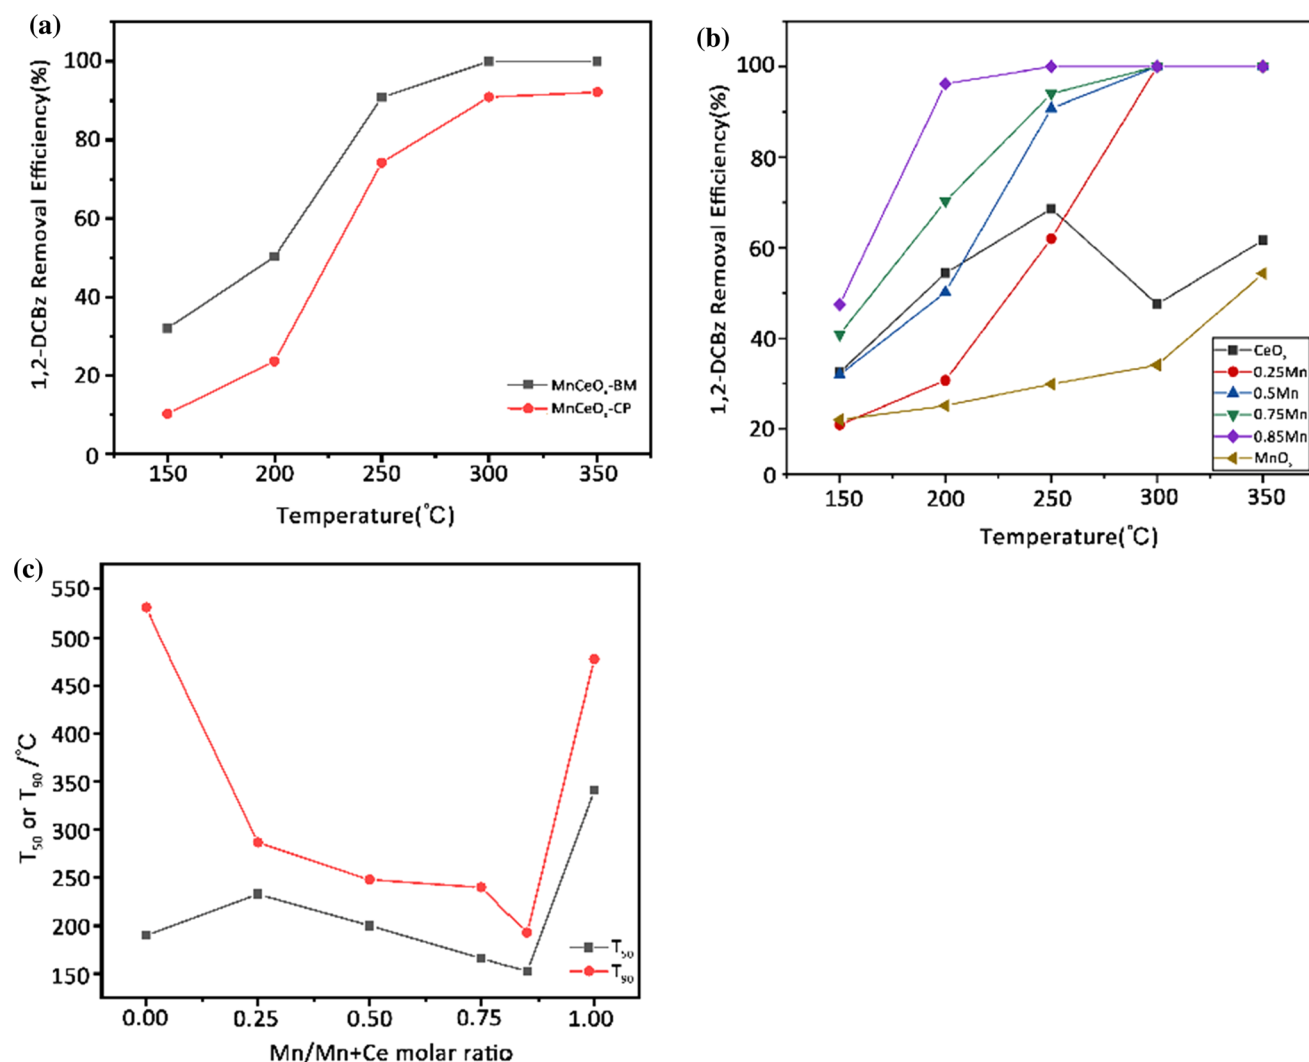 (a)
1,2-DCBz Removal Efficiency(%)
100
80
60
40
20
0
150 200 250 300 350
Temperature(°C)
MnCeOₓ-BM
MnCeOₓ-CP
(b)
1,2-DCBz Removal Efficiency(%)
100
80
60
40
20
0
150 200 250 300 350
Temperature(°C)
CeOₓ
0.25Mn
0.5Mn
0.75Mn
0.85Mn
MnOₓ
(c)
T₅₀ or T₉₀ /°C
550
500
450
400
350
300
250
200
150
0.00 0.25 0.50 0.75 1.00
Mn/Mn+Ce molar ratio
T₅₀
T₉₀